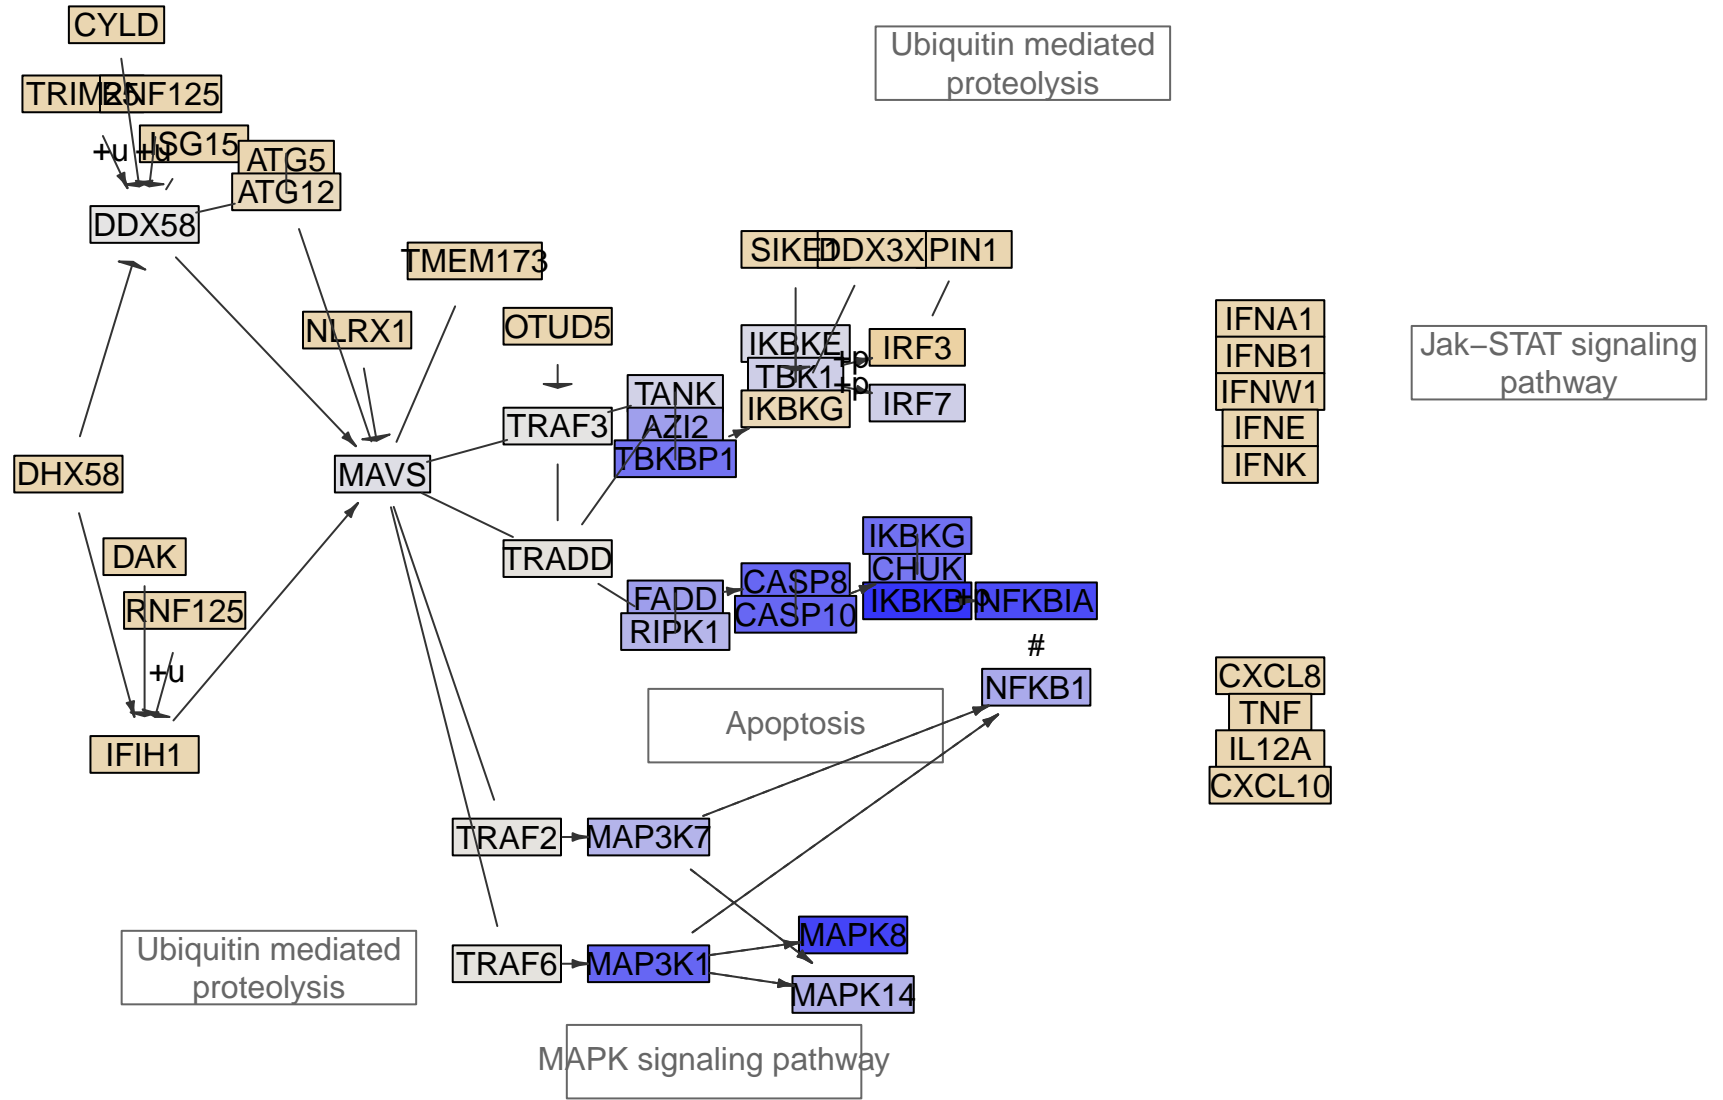 CYLD
Ubiquitin mediated
proteolysis
TRIM25
RNF125
ISG15
+u
+u
ATG5
ATG12
DDX58
TMEM173
SIKE1
DDX3X
PIN1
NLRX1
OTUD5
IKBKE
TBK1
IKBKG
+p
+p
IRF3
IRF7
IFNA1
IFNB1
IFNW1
IFNE
IFNK
Jak−STAT signaling
pathway
TANK
AZI2
TBKBP1
TRAF3
DHX58
MAVS
DAK
RNF125
+u
IFIH1
TRADD
FADD
RIPK1
CASP8
CASP10
IKBKG
CHUK
IKBKB
+p
NFKBIA
#
NFKB1
CXCL8
TNF
IL12A
CXCL10
Apoptosis
TRAF2
MAP3K7
TRAF6
MAP3K1
MAPK8
MAPK14
Ubiquitin mediated
proteolysis
MAPK signaling pathway